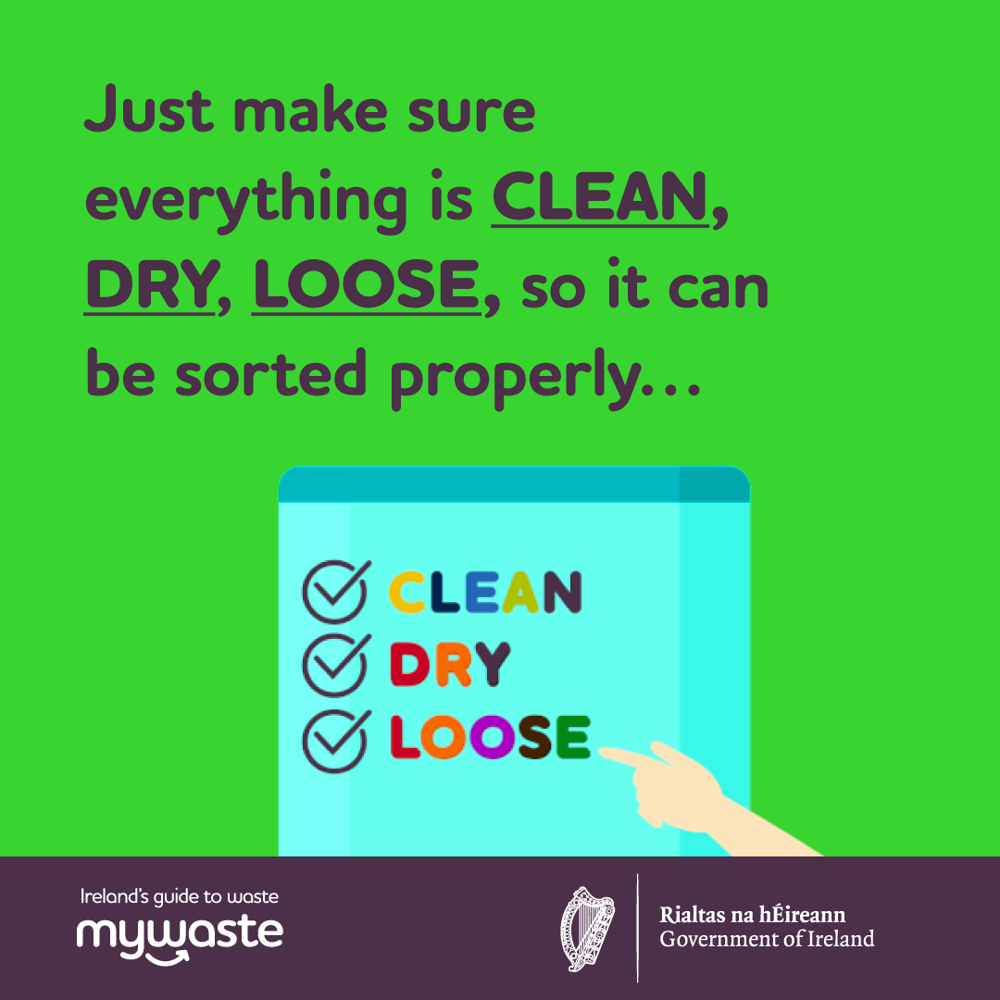 Just make sure
everything is CLEAN,
DRY, LOOSE, so it can
be sorted properly...
CLEAN
DRY
LOOSE
Ireland's guide to waste
mywaste
Rialtas na hÉireann
Government of Ireland